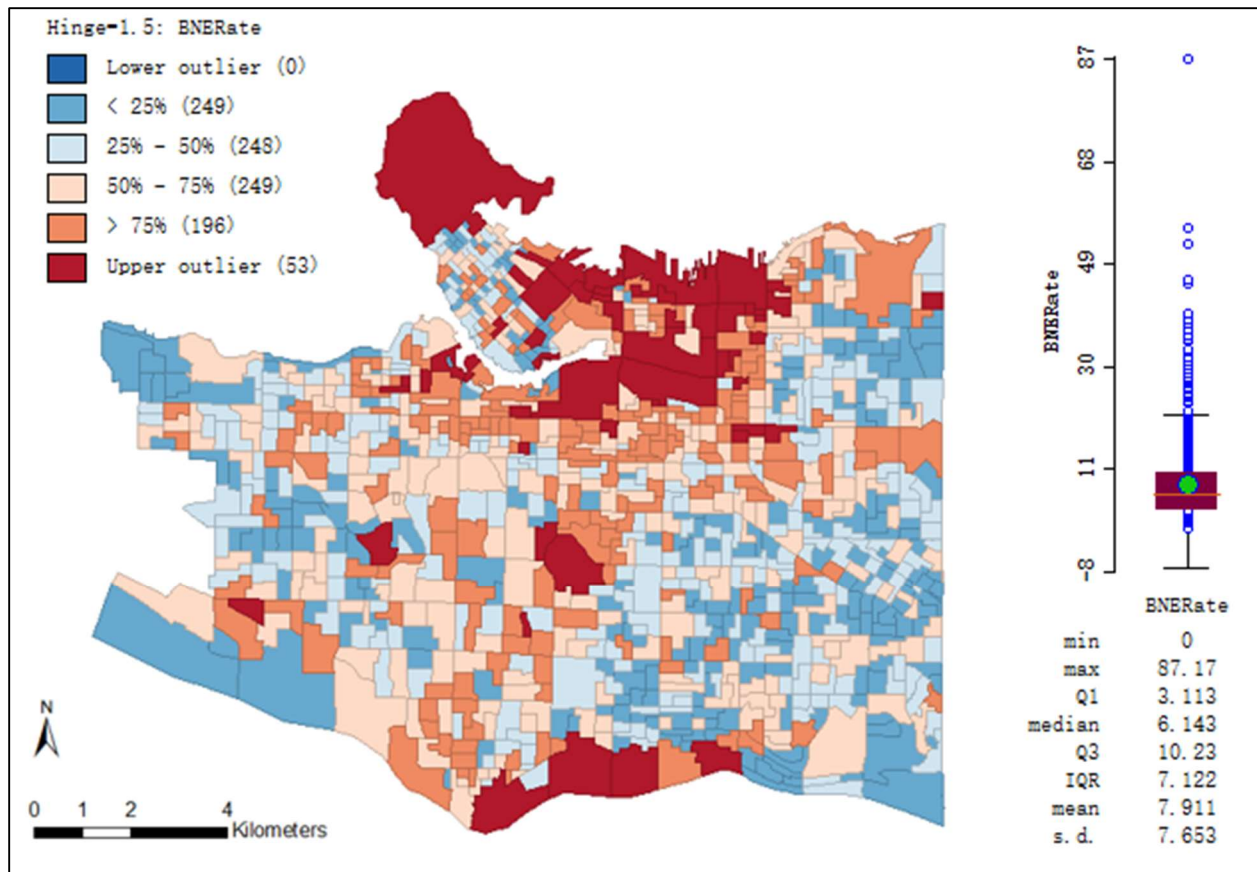 Hinge=1.5: BNERate
Lower outlier (0)
< 25% (249)
25% - 50% (248)
50% - 75% (249)
> 75% (196)
Upper outlier (53)
N
0 1 2 4
Kilometers
87
68
49
30
11
-8
BNERate
BNERate
min 0
max 87.17
Q1 3.113
median 6.143
Q3 10.23
IQR 7.122
mean 7.911
s.d. 7.653